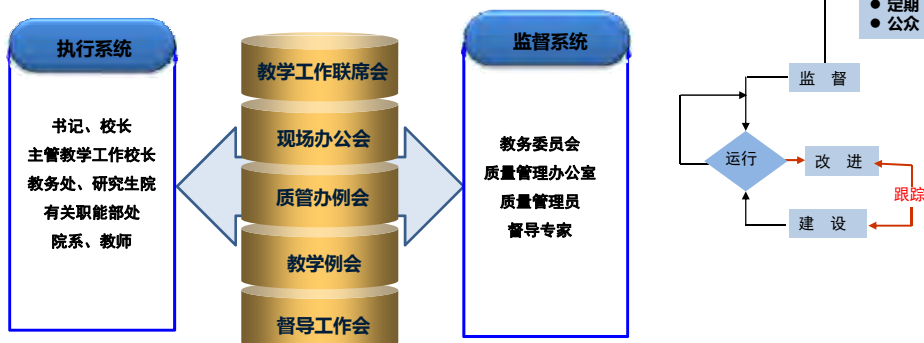 执行系统
书记、校长
主管教学工作校长
教务处、研究生院
有关职能部处
院系、教师
教学工作联席会
现场办公会
质管办例会
教学例会
督导工作会
监督系统
教务委员会
质量管理办公室
质量管理员
督导专家
● 定期
● 公众
监 督
运行
改 进
跟踪
建 设